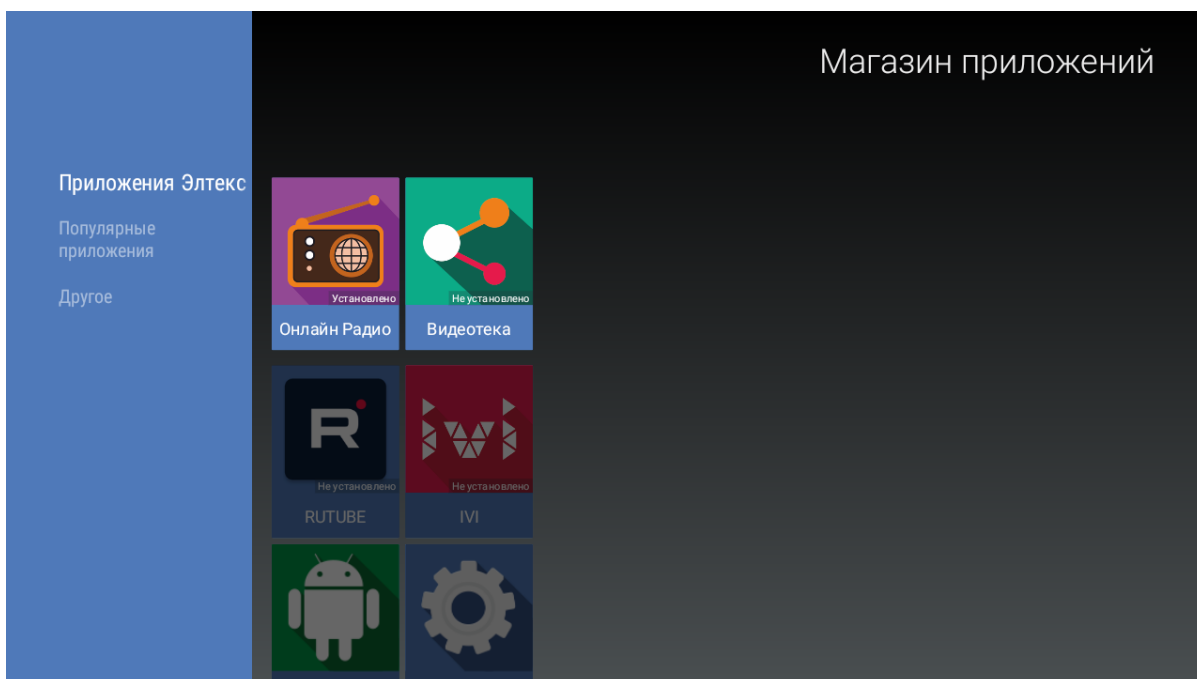 Магазин приложений
Приложения Элтекс
Популярные
приложения
Другое
Установлено
Не установлено
Онлайн Радио
Видеотека
R
Не установлено
ivi
Не установлено
RUTUBE
IVI